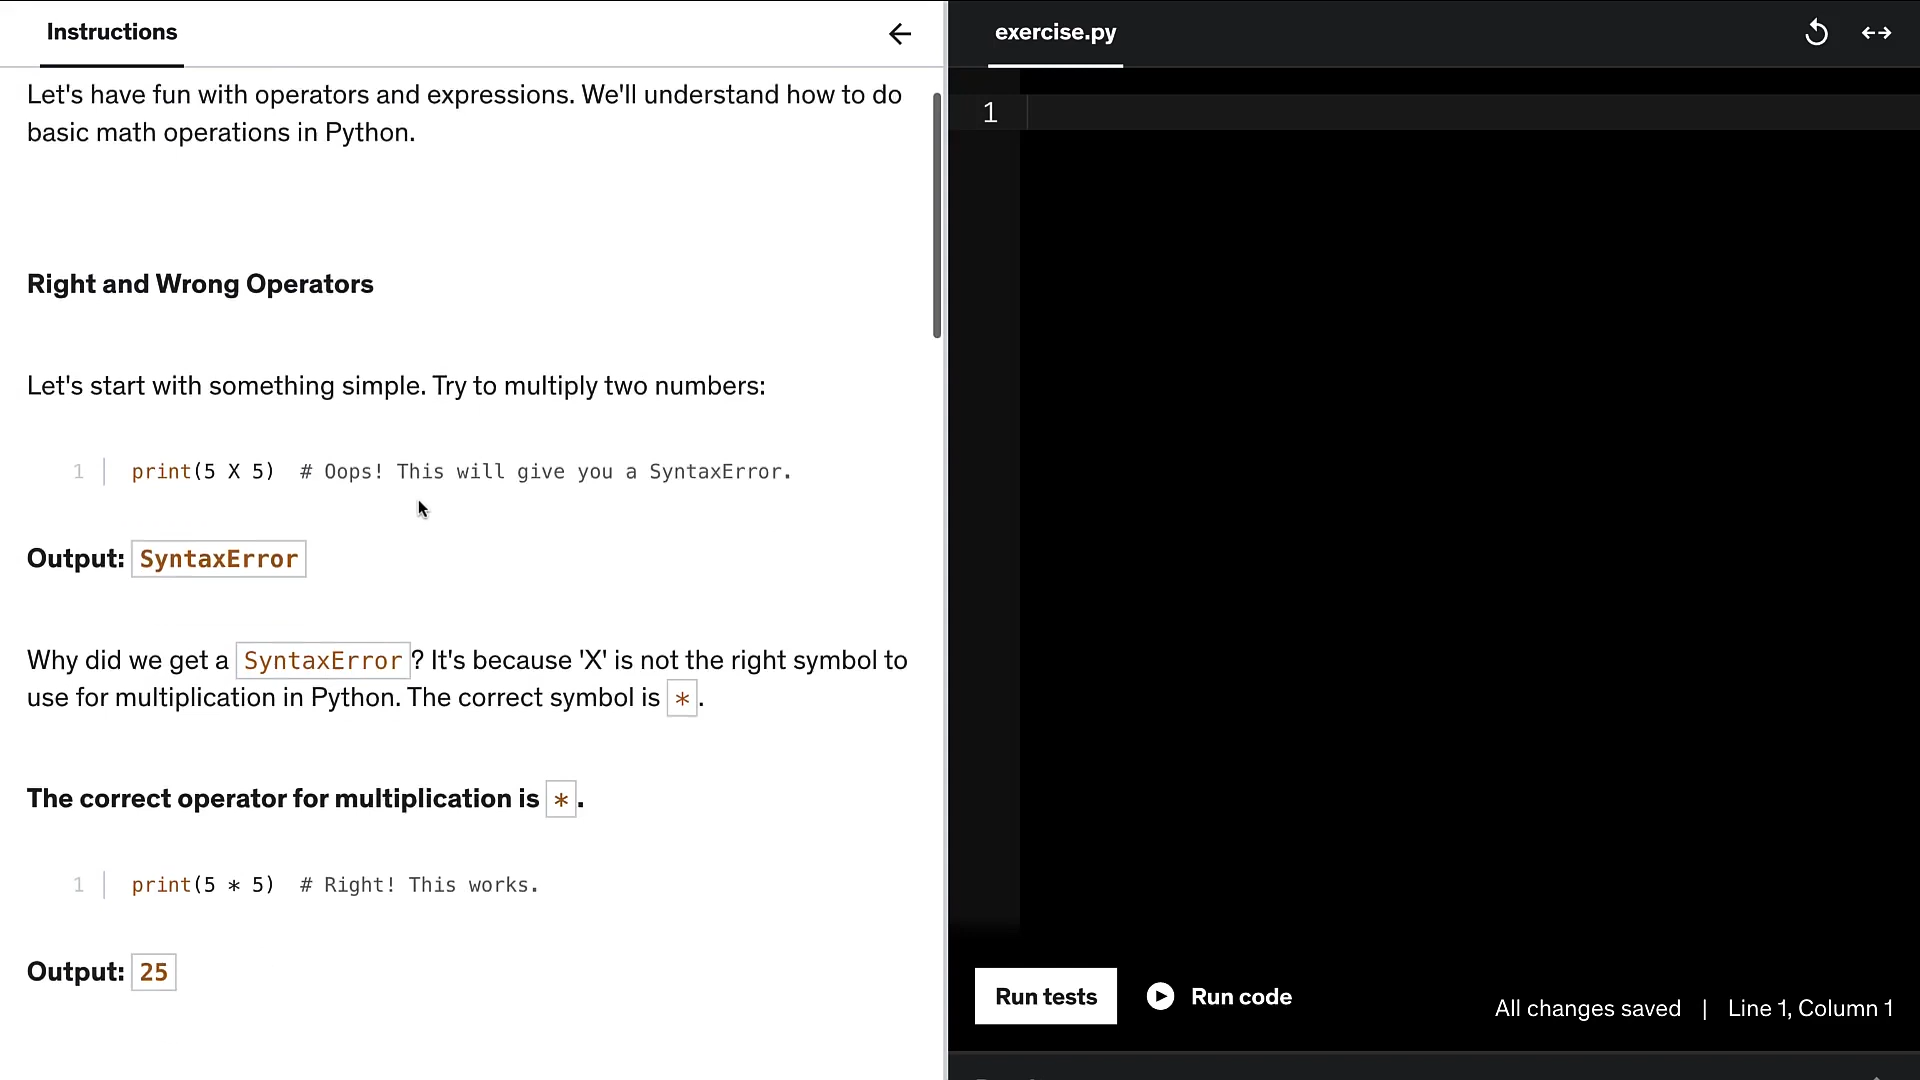 Instructions
Let's have fun with operators and expressions. We'll understand how to do
basic math operations in Python.
Right and Wrong Operators
Let's start with something simple. Try to multiply two numbers:
1 print(5 X 5)  # Oops! This will give you a SyntaxError.
Output: SyntaxError
Why did we get a SyntaxError? It's because 'X' is not the right symbol to
use for multiplication in Python. The correct symbol is *.
The correct operator for multiplication is *.
1 print(5 * 5)  # Right! This works.
Output: 25
exercise.py
1
Run tests
Run code
All changes saved | Line 1, Column 1